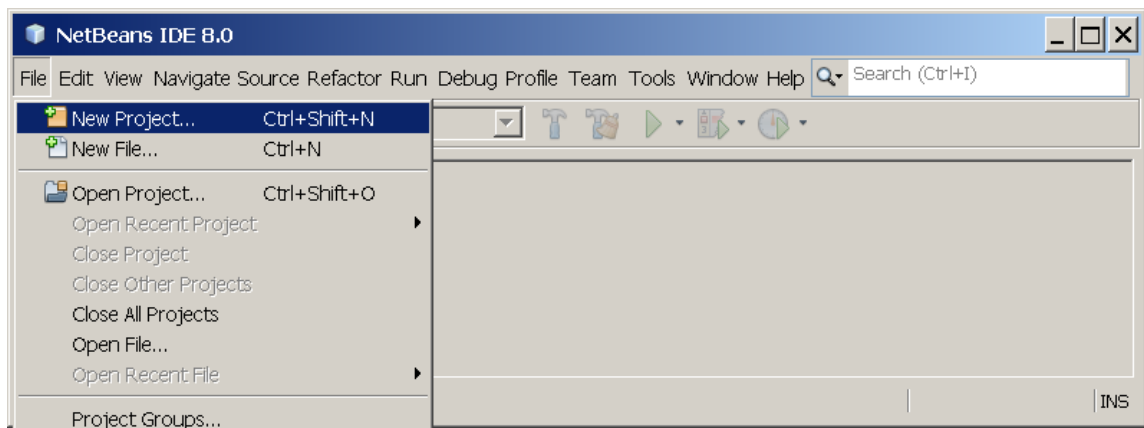 NetBeans IDE 8.0
File Edit View Navigate Source Refactor Run Debug Profile Team Tools Window Help Search (Ctrl+I)
New Project... Ctrl+Shift+N
New File... Ctrl+N
Open Project... Ctrl+Shift+O
Open Recent Project
Close Project
Close Other Projects
Close All Projects
Open File...
Open Recent File
Project Groups...
INS